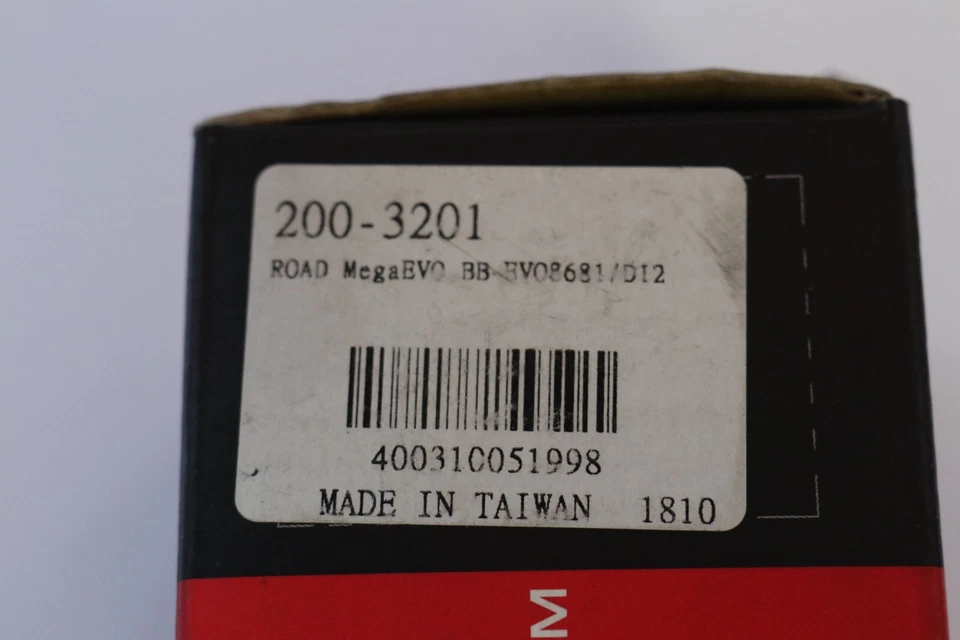 200-3201
ROAD MegaEVO BB-EVO8681/DI2
400310051998
MADE IN TAIWAN 1810
M